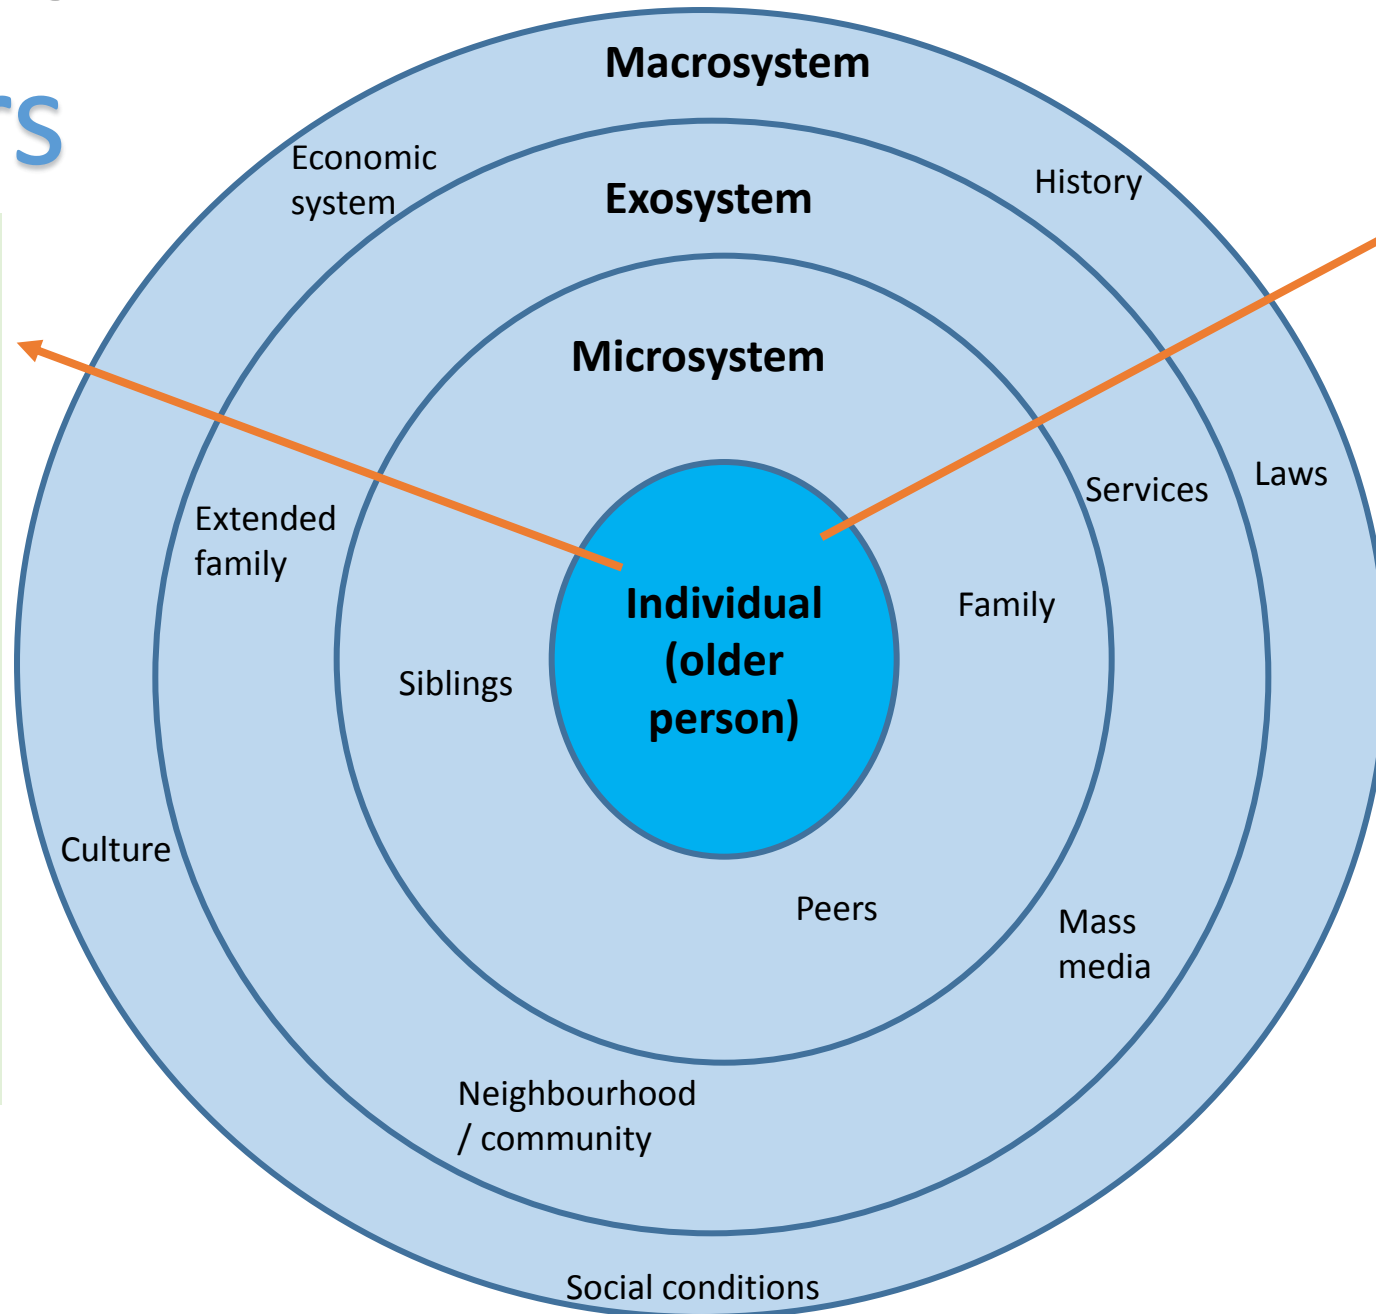 rs
Macrosystem
Economic
system
History
Exosystem
Microsystem
Extended
family
Services
Laws
Individual
(older
person)
Family
Siblings
Culture
Peers
Mass
media
Neighbourhood
/ community
Social conditions